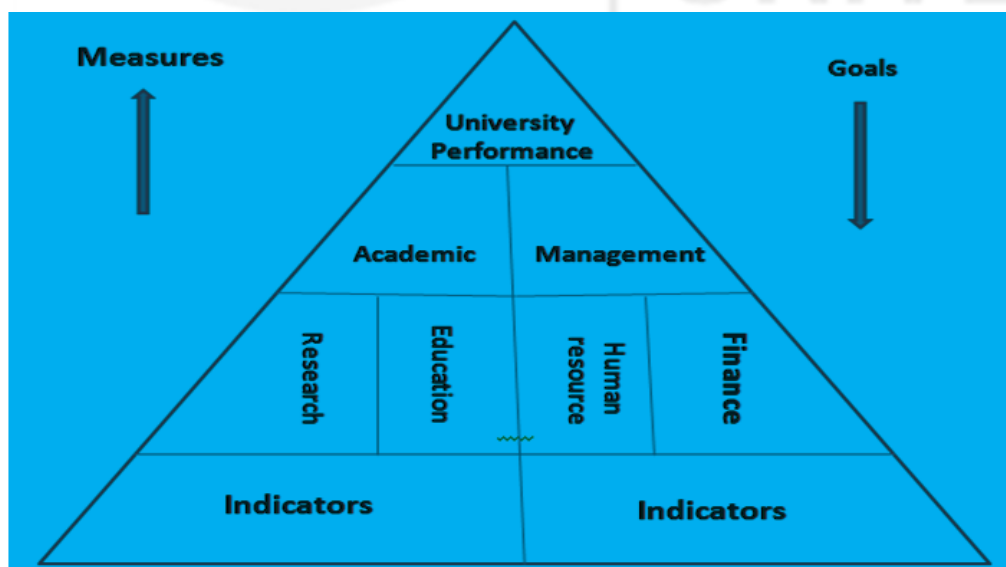 Measures
Goals
University
Performance
Academic
Management
Research
Education
Human
resource
Finance
Indicators
Indicators